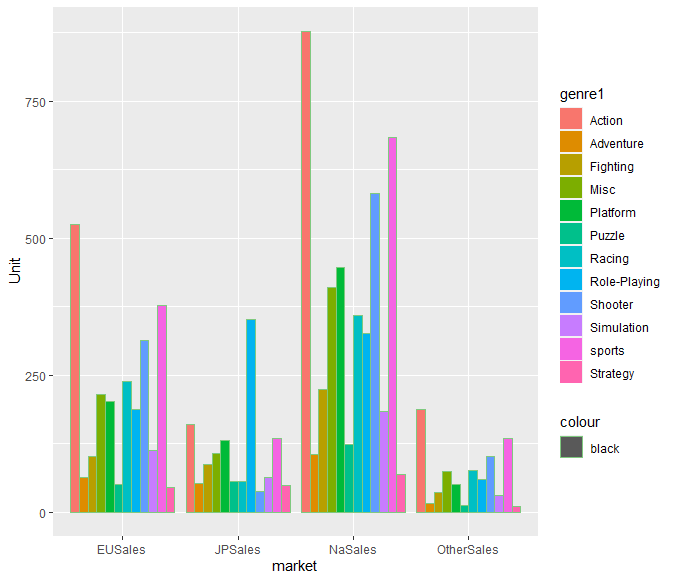 Unit
750
500
250
0
EUSales
JPSales
NaSales
OtherSales
market
genre1
Action
Adventure
Fighting
Misc
Platform
Puzzle
Racing
Role-Playing
Shooter
Simulation
sports
Strategy
colour
black